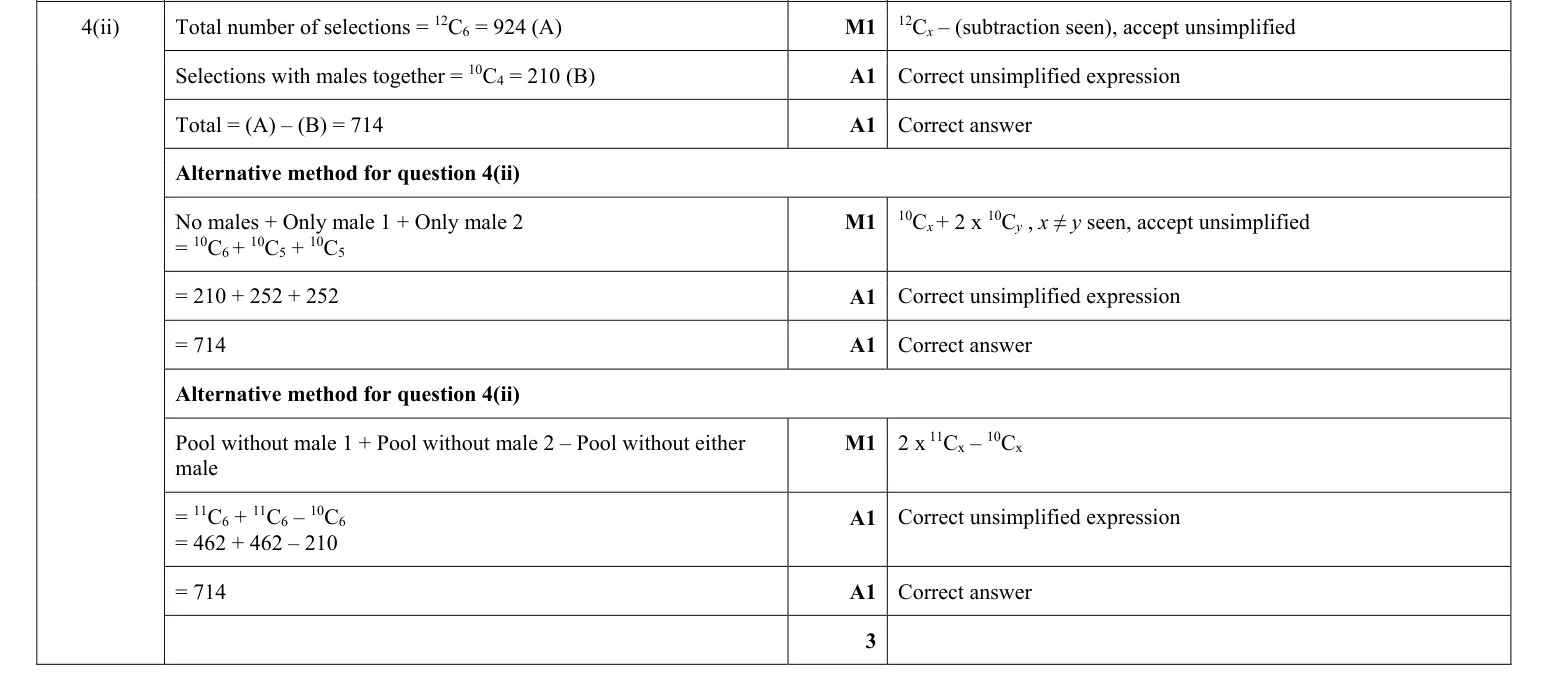 4(ii) Total number of selections = ¹²C₆ = 924 (A) M1 ¹²Cₓ – (subtraction seen), accept unsimplified
Selections with males together = ¹⁰C₄ = 210 (B) A1 Correct unsimplified expression
Total = (A) – (B) = 714 A1 Correct answer
Alternative method for question 4(ii)
No males + Only male 1 + Only male 2 M1 ¹⁰Cₓ + 2 x ¹⁰Cᵧ , x ≠ y seen, accept unsimplified
= ¹⁰C₆ + ¹⁰C₅ + ¹⁰C₅
= 210 + 252 + 252 A1 Correct unsimplified expression
= 714 A1 Correct answer
Alternative method for question 4(ii)
Pool without male 1 + Pool without male 2 – Pool without either M1 2 x ¹¹Cₓ – ¹⁰Cₓ
male
= ¹¹C₆ + ¹¹C₆ – ¹⁰C₆ A1 Correct unsimplified expression
= 462 + 462 – 210
= 714 A1 Correct answer
3